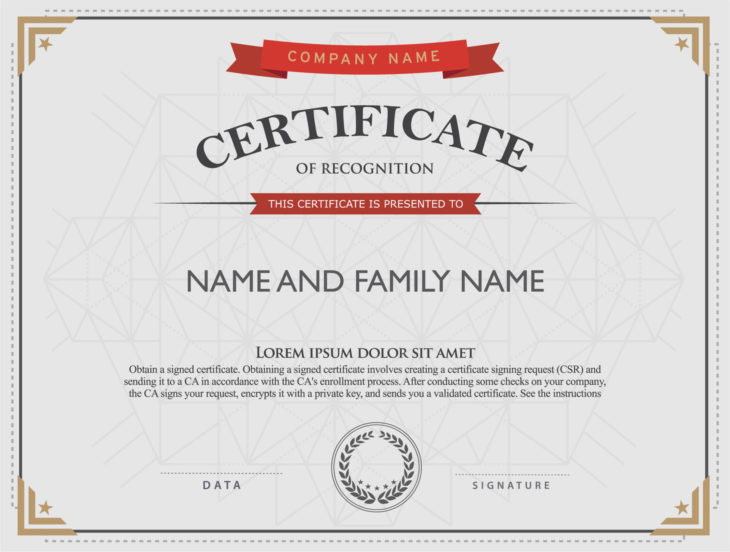 COMPANY NAME
CERTIFICATE
OF RECOGNITION
THIS CERTIFICATE IS PRESENTED TO
NAME AND FAMILY NAME
LOREM IPSUM DOLOR SIT AMET
Obtain a signed certificate. Obtaining a signed certificate involves creating a certificate signing request (CSR) and
sending it to a CA in accordance with the CA's enrollment process. After conducting some checks on your company,
the CA signs your request, encrypts it with a private key, and sends you a validated certificate. See the instructions
DATA
SIGNATURE